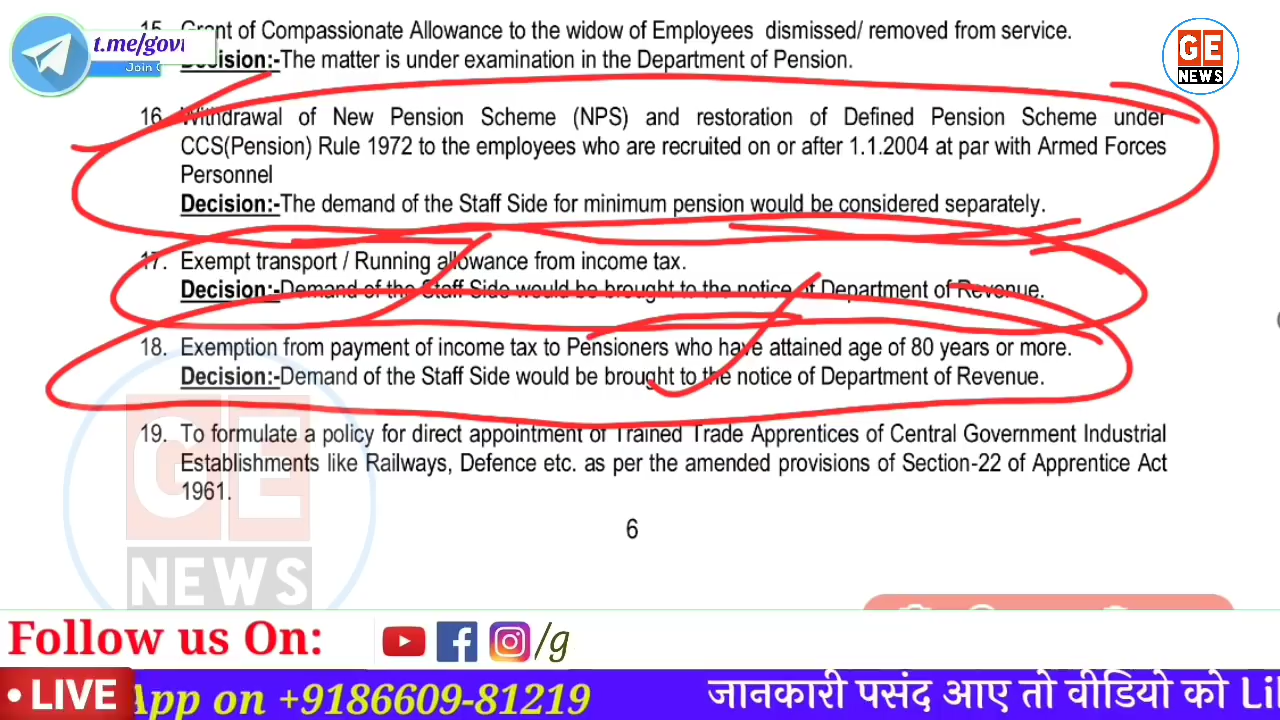 15. Grant of Compassionate Allowance to the widow of Employees dismissed/ removed from service.
t.me/govi
Join
Decision:-The matter is under examination in the Department of Pension.
GE
NEWS
16. Withdrawal of New Pension Scheme (NPS) and restoration of Defined Pension Scheme under
CCS(Pension) Rule 1972 to the employees who are recruited on or after 1.1.2004 at par with Armed Forces
Personnel
Decision:-The demand of the Staff Side for minimum pension would be considered separately.
17. Exempt transport / Running allowance from income tax.
Decision:-Demand of the Staff Side would be brought to the notice of Department of Revenue.
18. Exemption from payment of income tax to Pensioners who have attained age of 80 years or more.
Decision:-Demand of the Staff Side would be brought to the notice of Department of Revenue.
19. To formulate a policy for direct appointment of Trained Trade Apprentices of Central Government Industrial
Establishments like Railways, Defence etc. as per the amended provisions of Section-22 of Apprentice Act
1961.
6
GE
NEWS
Follow us On: /g
• LIVE App on +9186609-81219 जानकारी पसंद आए तो वीडियो को Li